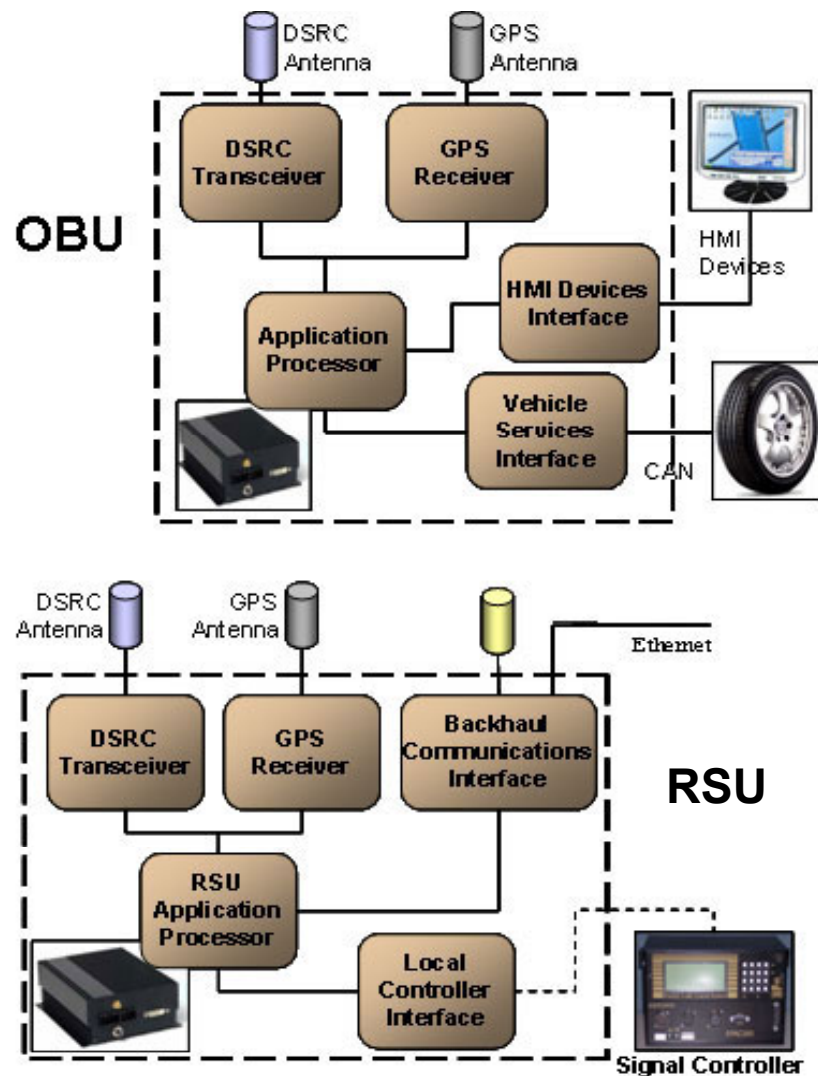 DSRC
Antenna
GPS
Antenna
DSRC
Transceiver
GPS
Receiver
OBU
HMI
Devices
HMI Devices
Interface
Application
Processor
Vehicle
Services
Interface
CAN
DSRC
Antenna
GPS
Antenna
Ethernet
DSRC
Transceiver
GPS
Receiver
Backhaul
Communications
Interface
RSU
RSU
Application
Processor
Local
Controller
Interface
Signal Controller